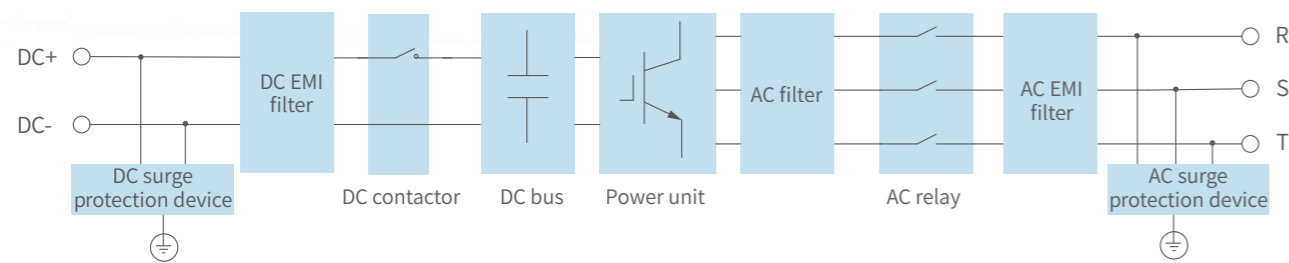 DC+
DC-
DC surge
protection device
DC EMI
filter
DC contactor
DC bus
Power unit
AC filter
AC relay
AC EMI
filter
R
S
T
AC surge
protection device